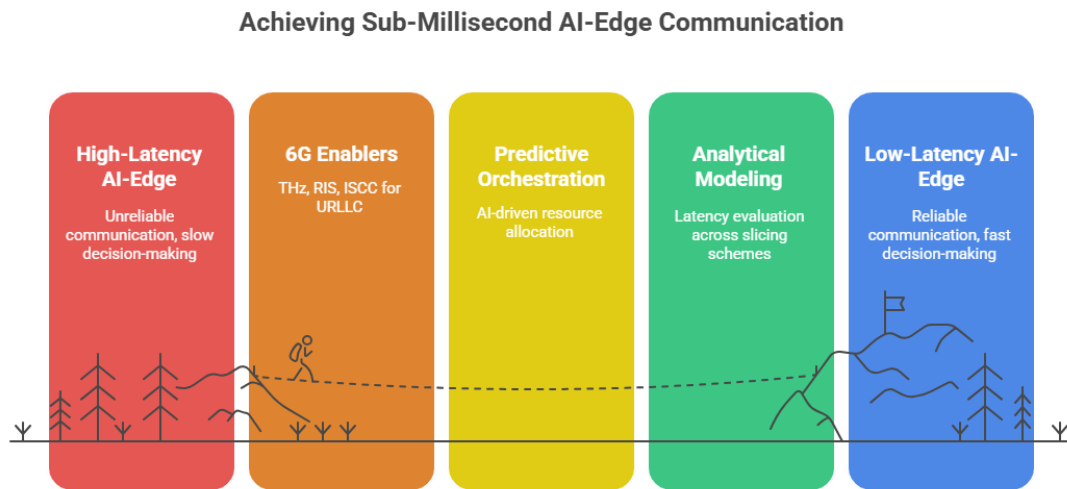 Achieving Sub-Millisecond AI-Edge Communication
High-Latency
AI-Edge
Unreliable
communication, slow
decision-making
6G Enablers
THz, RIS, ISCC for
URLLC
Predictive
Orchestration
AI-driven resource
allocation
Analytical
Modeling
Latency evaluation
across slicing
schemes
Low-Latency AI-
Edge
Reliable
communication, fast
decision-making